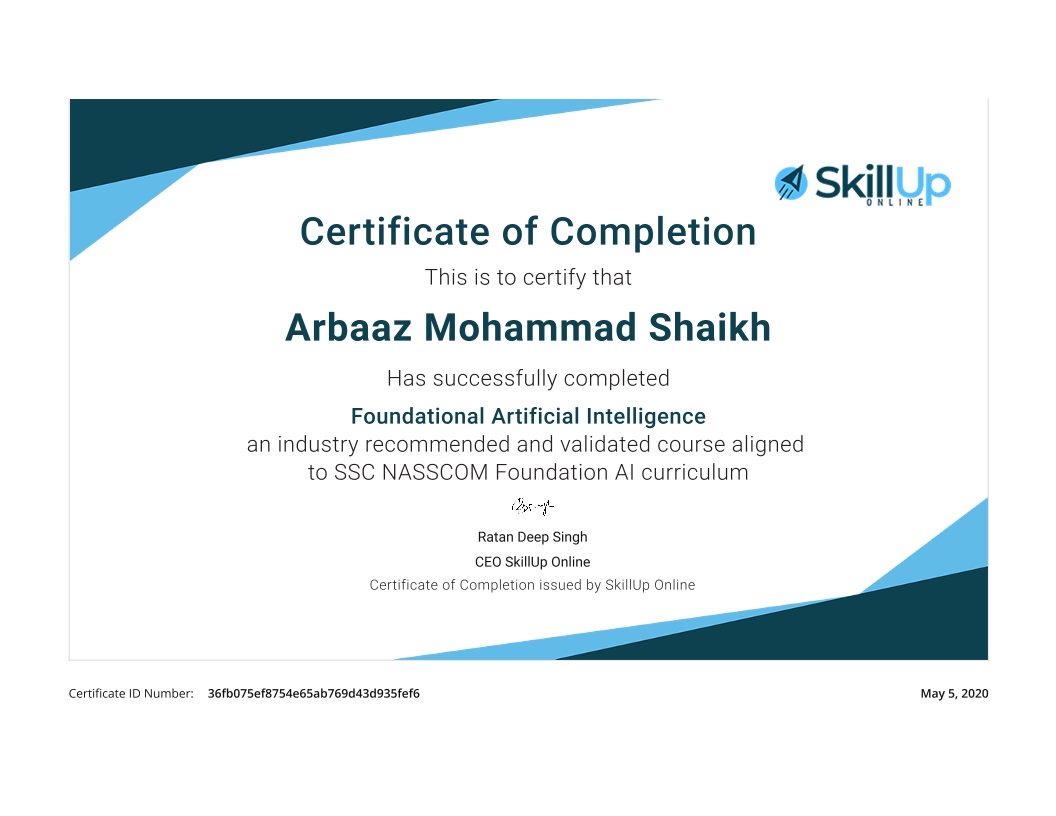 SkillUp
ONLINE
Certificate of Completion
This is to certify that
Arbaaz Mohammad Shaikh
Has successfully completed
Foundational Artificial Intelligence
an industry recommended and validated course aligned
to SSC NASSCOM Foundation AI curriculum
Ratan Deep Singh
CEO SkillUp Online
Certificate of Completion issued by SkillUp Online
Certificate ID Number: 36fb075ef8754e65ab769d43d935fef6
May 5, 2020